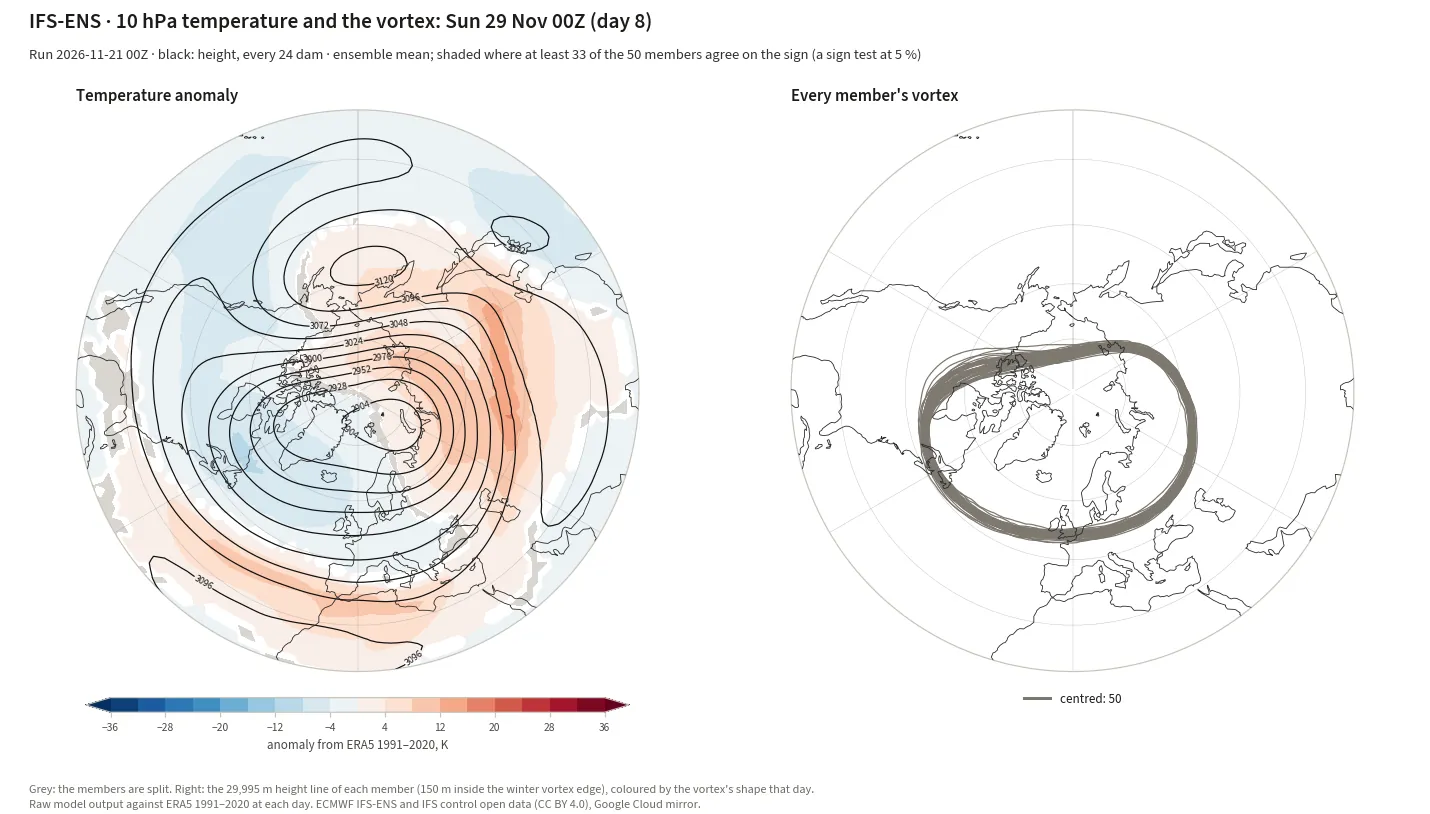 IFS-ENS · 10 hPa temperature and the vortex: Sun 29 Nov 00Z (day 8)
Run 2026-11-21 00Z · black: height, every 24 dam · ensemble mean; shaded where at least 33 of the 50 members agree on the sign (a sign test at 5 %)
Temperature anomaly
Every member's vortex
3072
3120
3096
3072
3048
3024
3000
2976
2952
2928
2904
3096
3096
−36 −28 −20 −12 −4 4 12 20 28 36
anomaly from ERA5 1991–2020, K
centred: 50
Grey: the members are split. Right: the 29,995 m height line of each member (150 m inside the winter vortex edge), coloured by the vortex's shape that day.
Raw model output against ERA5 1991–2020 at each day. ECMWF IFS-ENS and IFS control open data (CC BY 4.0), Google Cloud mirror.